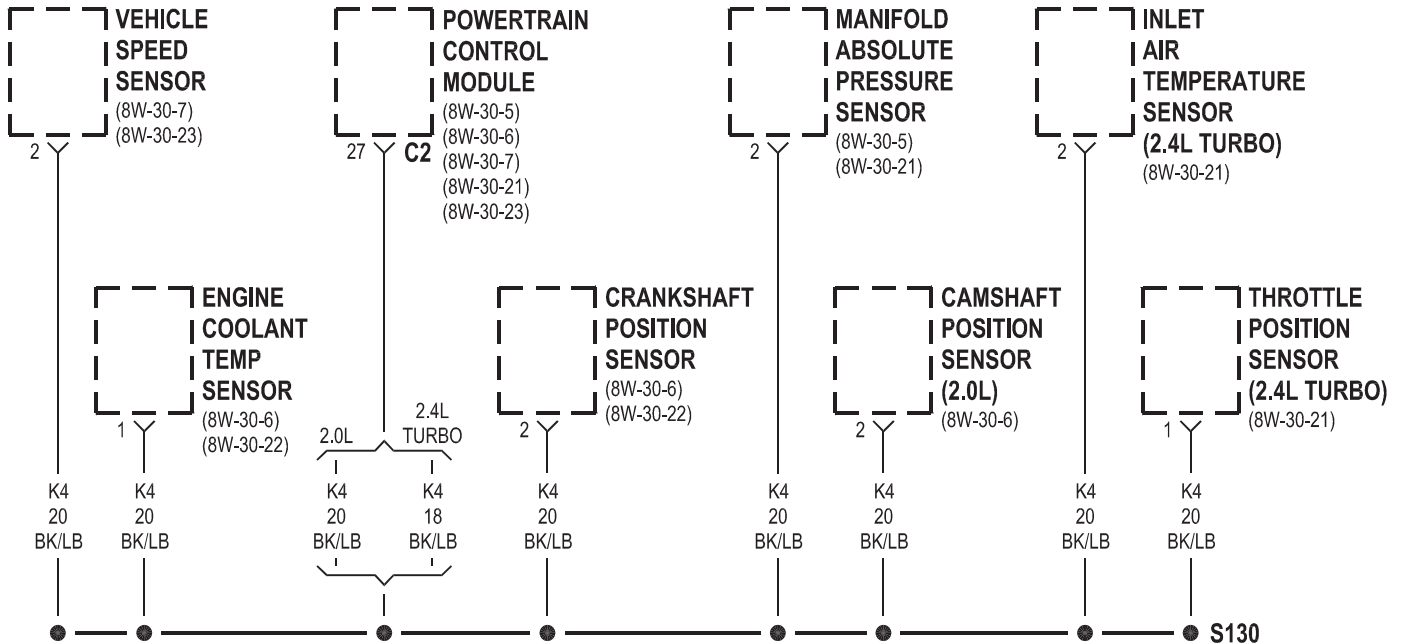 VEHICLE
SPEED
SENSOR
(8W-30-7)
(8W-30-23)
2
POWERTRAIN
CONTROL
MODULE
(8W-30-5)
(8W-30-6)
(8W-30-7)
(8W-30-21)
(8W-30-23)
27
C2
MANIFOLD
ABSOLUTE
PRESSURE
SENSOR
(8W-30-5)
(8W-30-21)
2
INLET
AIR
TEMPERATURE
SENSOR
(2.4L TURBO)
(8W-30-21)
2
ENGINE
COOLANT
TEMP
SENSOR
(8W-30-6)
(8W-30-22)
1
2.0L
2.4L
TURBO
CRANKSHAFT
POSITION
SENSOR
(8W-30-6)
(8W-30-22)
2
CAMSHAFT
POSITION
SENSOR
(2.0L)
(8W-30-6)
2
THROTTLE
POSITION
SENSOR
(2.4L TURBO)
(8W-30-21)
1
K4
20
BK/LB
K4
20
BK/LB
K4
20
BK/LB
K4
18
BK/LB
K4
20
BK/LB
K4
20
BK/LB
K4
20
BK/LB
K4
20
BK/LB
K4
20
BK/LB
S130